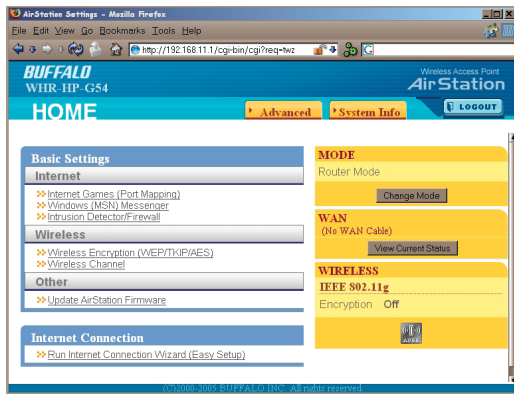 AirStation Settings - Mozilla Firefox
File Edit View Go Bookmarks Tools Help
http://192.168.11.1/cgi-bin/cgi?req=twz
BUFFALO
WHR-HP-G54
Wireless Access Point
AirStation
HOME
Advanced
System Info
LOGOUT
Basic Settings
Internet
Internet Games (Port Mapping)
Windows (MSN) Messenger
Intrusion Detector/Firewall
Wireless
Wireless Encryption (WEP/TKIP/AES)
Wireless Channel
Other
Update AirStation Firmware
Internet Connection
Run Internet Connection Wizard (Easy Setup)
MODE
Router Mode
Change Mode
WAN
(No WAN Cable)
View Current Status
WIRELESS
IEEE 802.11g
Encryption Off
AOSS
(C)2000-2005 BUFFALO INC. All rights reserved.